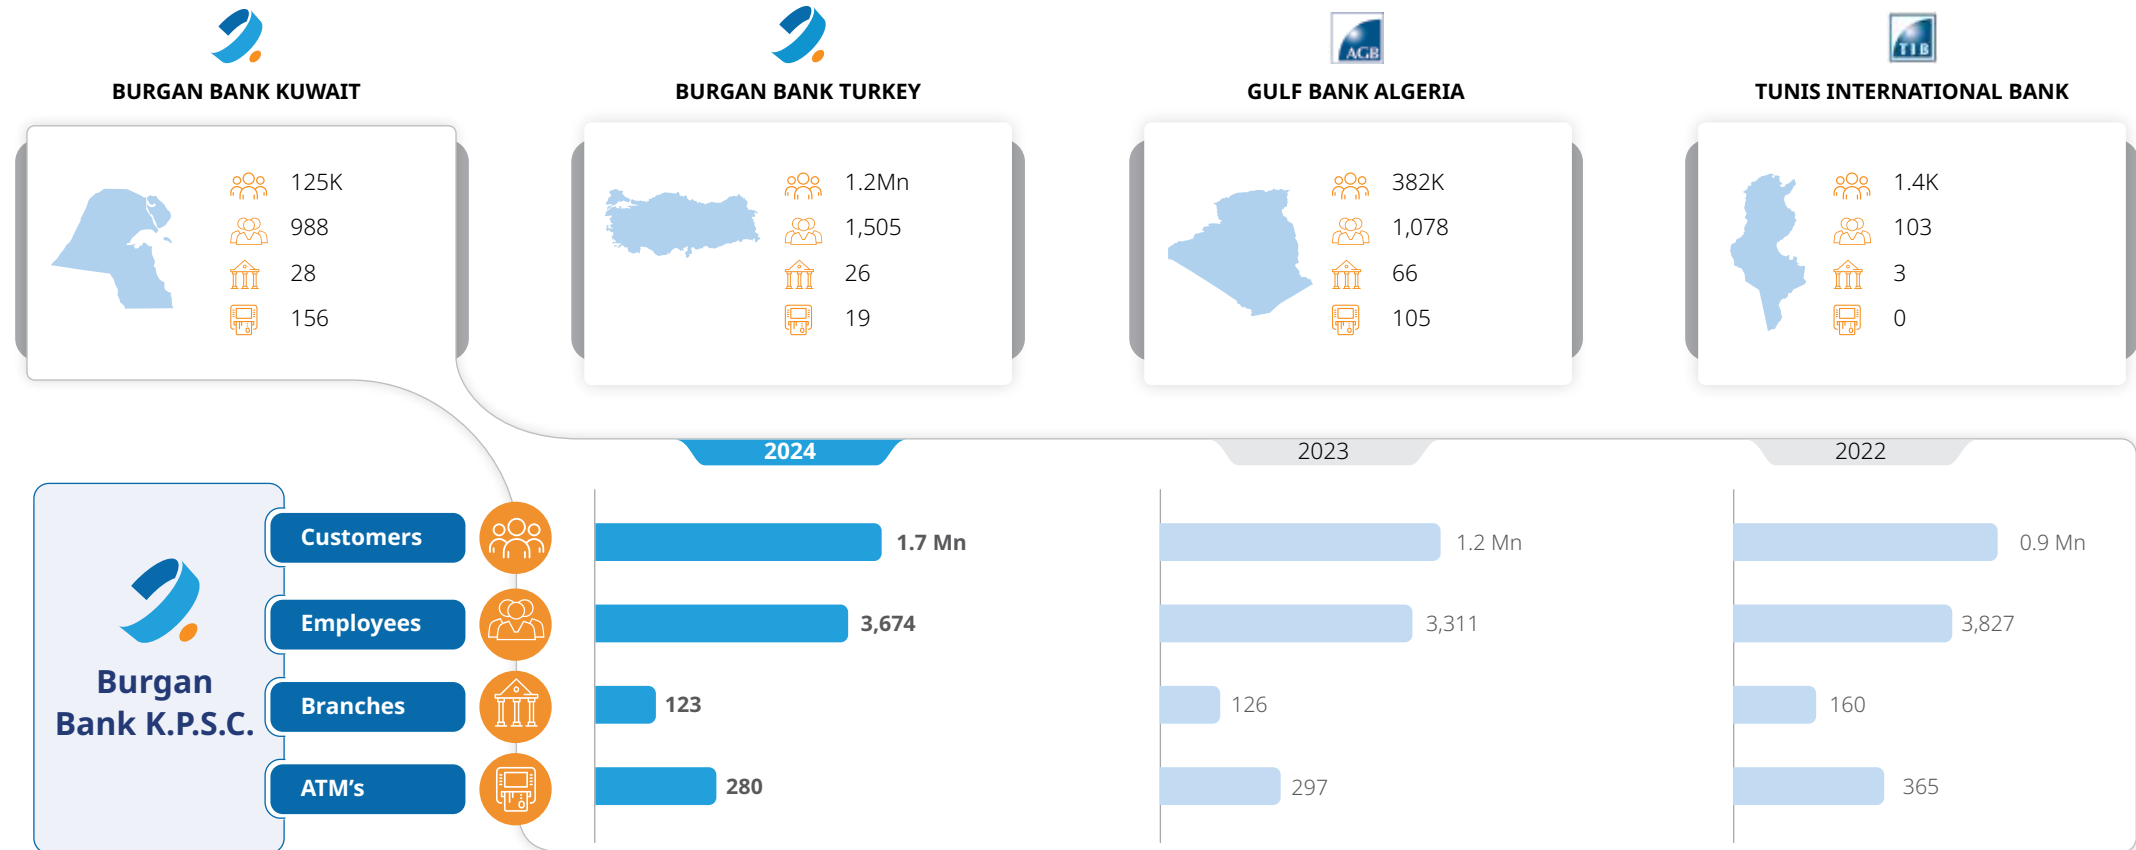 BURGAN BANK KUWAIT
125K
988
28
156
BURGAN BANK TURKEY
1.2Mn
1,505
26
19
AGB
GULF BANK ALGERIA
382K
1,078
66
105
TIB
TUNIS INTERNATIONAL BANK
1.4K
103
3
0
Burgan
Bank K.P.S.C.
Customers
Employees
Branches
ATM’s
2024
1.7 Mn
3,674
123
280
2023
1.2 Mn
3,311
126
297
2022
0.9 Mn
3,827
160
365